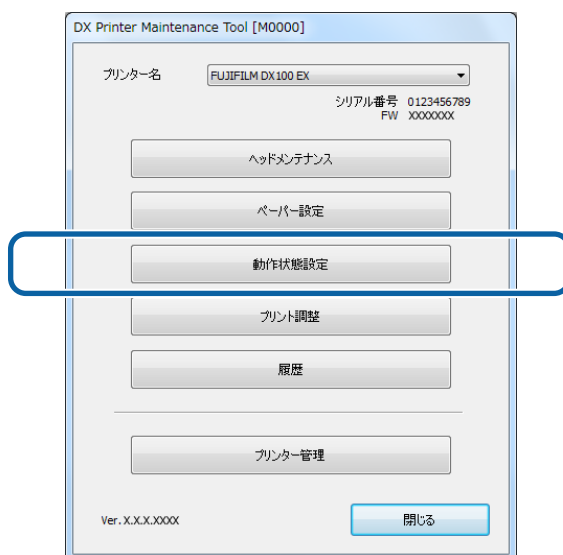 DX Printer Maintenance Tool [M0000]
プリンター名 FUJIFILM DX100 EX
シリアル番号 0123456789
FW XXXXXXX
ヘッドメンテナンス
ペーパー設定
動作状態設定
プリント調整
履歴
プリンター管理
Ver. X.X.X.XXXX 閉じる